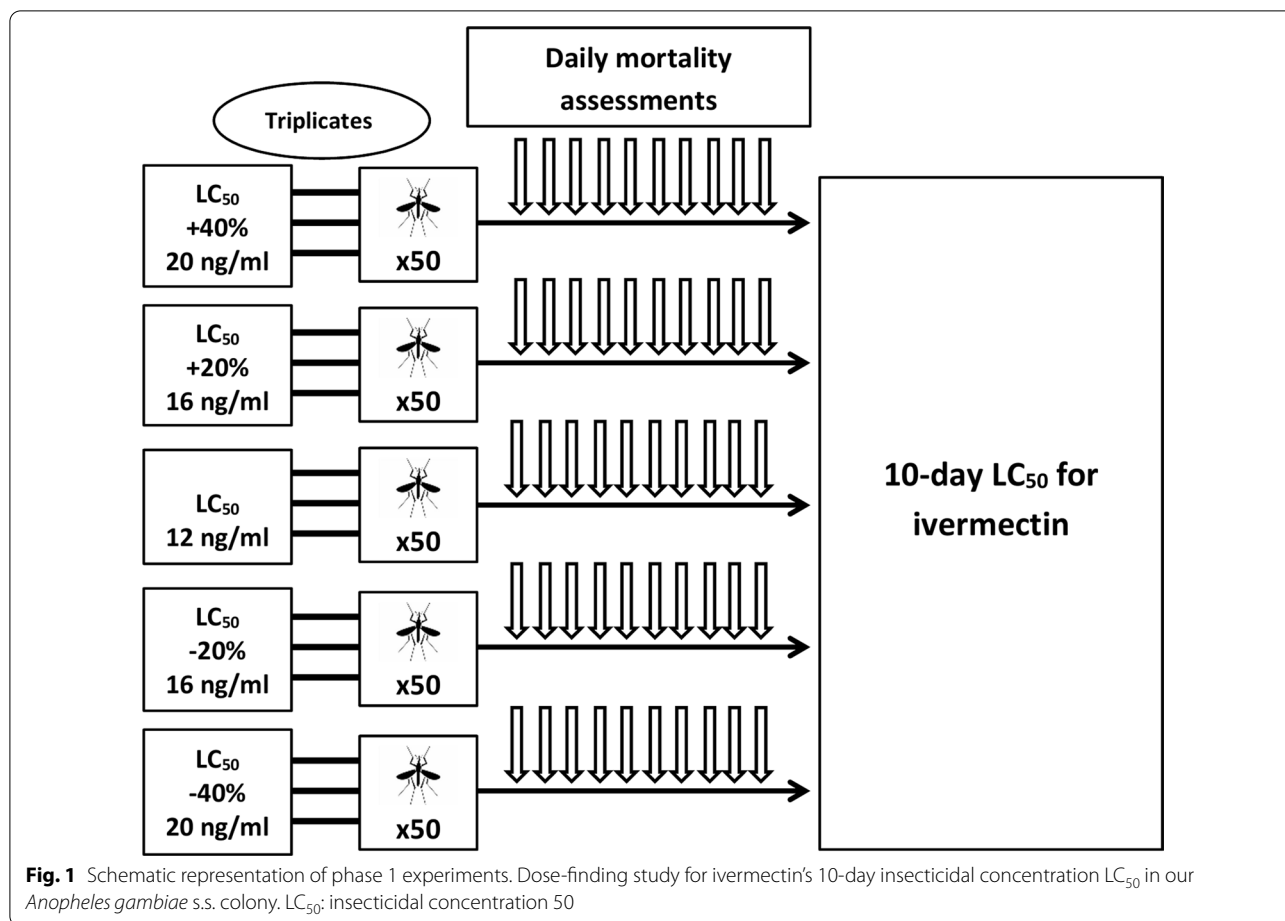 Daily mortality
assessments
Triplicates
LC₅₀
+40%
20 ng/ml
x50
LC₅₀
+20%
16 ng/ml
x50
LC₅₀
12 ng/ml
x50
LC₅₀
-20%
16 ng/ml
x50
LC₅₀
-40%
20 ng/ml
x50
10-day LC₅₀ for
ivermectin
Fig. 1 Schematic representation of phase 1 experiments. Dose-finding study for ivermectin's 10-day insecticidal concentration LC₅₀ in our
Anopheles gambiae s.s. colony. LC₅₀: insecticidal concentration 50